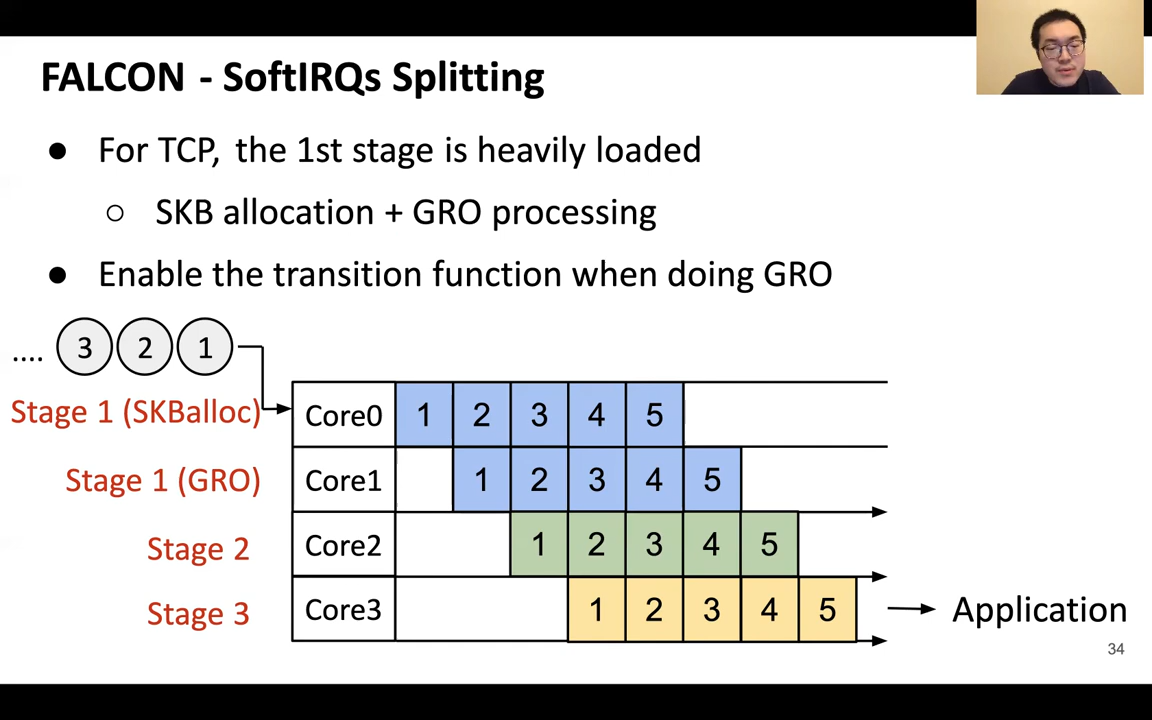 FALCON - SoftIRQs Splitting
● For TCP, the 1st stage is heavily loaded
○ SKB allocation + GRO processing
● Enable the transition function when doing GRO
.... 3 2 1
Stage 1 (SKBalloc) Core0 1 2 3 4 5
Stage 1 (GRO) Core1 1 2 3 4 5
Stage 2 Core2 1 2 3 4 5
Stage 3 Core3 1 2 3 4 5 Application
34